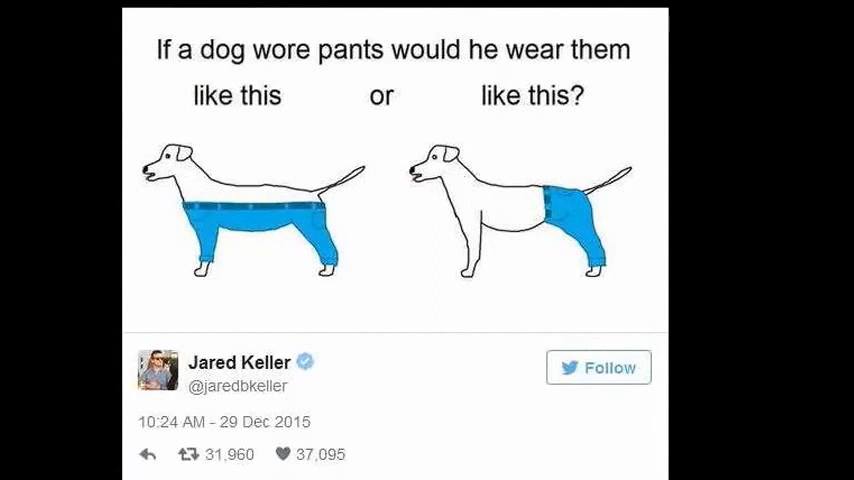 If a dog wore pants would he wear them
like this or like this?
Jared Keller
@jaredbkeller
Follow
10:24 AM - 29 Dec 2015
31,960 37,095